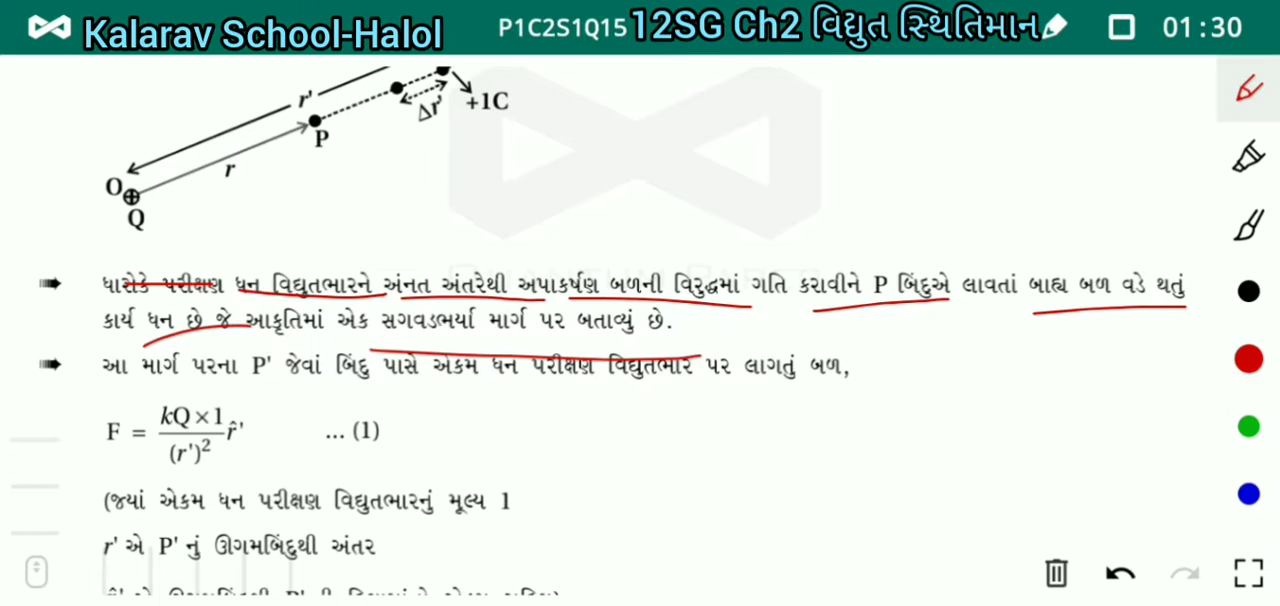 Kalarav School-Halol P1C2S1Q15 12SG Ch2 વિદ્યુત સ્થિતિમાન 01:30
r'
Δr'
+1C
P
r
O
Q
ધારોકે પરીક્ષણ ધન વિદ્યુતભારને અંનત અંતરેથી અપાકર્ષણ બળની વિરુદ્ધમાં ગતિ કરાવીને P બિંદુએ લાવતાં બાહ્ય બળ વડે થતું
કાર્ય ધન છે જે આકૃતિમાં એક સગવડભર્યા માર્ગ પર બતાવ્યું છે.
આ માર્ગ પરના P' જેવાં બિંદુ પાસે એકમ ધન પરીક્ષણ વિદ્યુતભાર પર લાગતું બળ,
F = kQ×1 / (r')² r̂' ... (1)
(જ્યાં એકમ ધન પરીક્ષણ વિદ્યુતભારનું મૂલ્ય 1
r' એ P' નું ઊગમબિંદુથી અંતર